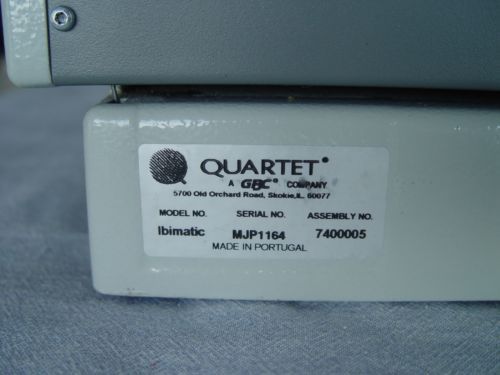 QUARTET®
A GBC® COMPANY
5700 Old Orchard Road, Skokie,IL. 60077
MODEL NO. SERIAL NO. ASSEMBLY NO.
Ibimatic MJP1164 7400005
MADE IN PORTUGAL